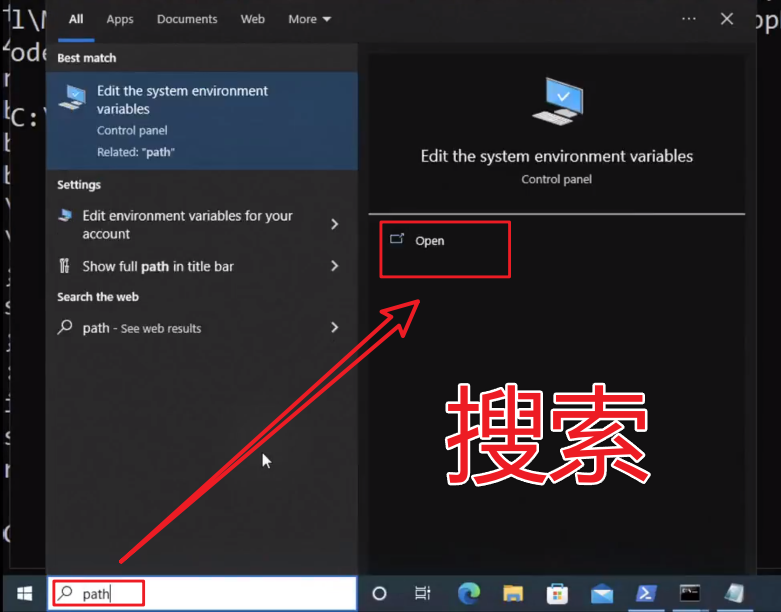 All Apps Documents Web More
Best match
Edit the system environment
variables
Control panel
Related: "path"
Settings
Edit environment variables for your
account
Show full path in title bar
Search the web
path - See web results
Edit the system environment variables
Control panel
Open
搜索
path